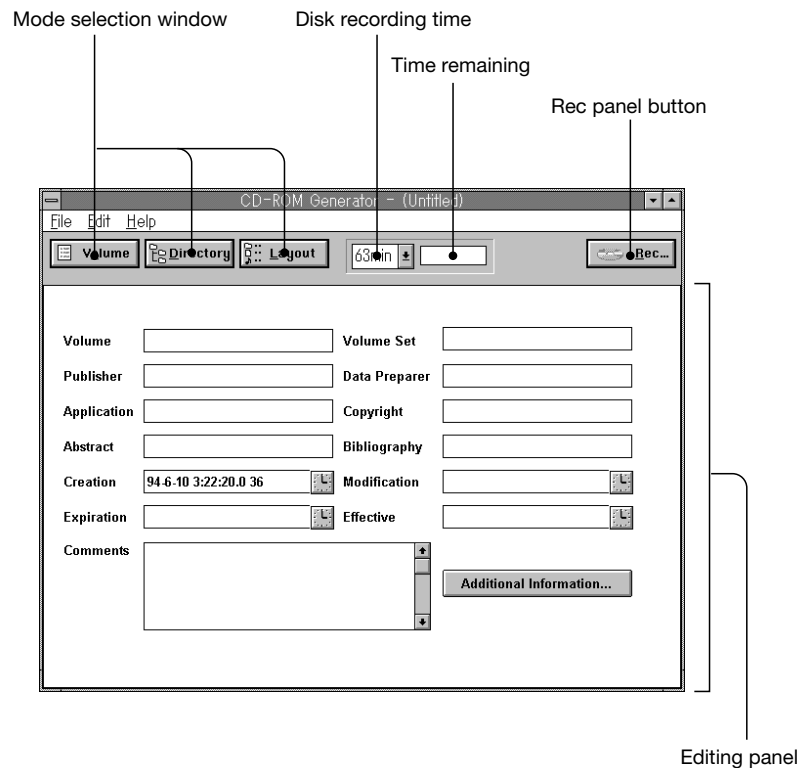 Mode selection window
Disk recording time
Time remaining
Rec panel button
CD-ROM Generator - (Untitled)
File Edit Help
Volume Directory Layout 63min Rec...
Volume Volume Set
Publisher Data Preparer
Application Copyright
Abstract Bibliography
Creation 94-6-10 3:22:20.0 36 Modification
Expiration Effective
Comments
Additional Information...
Editing panel